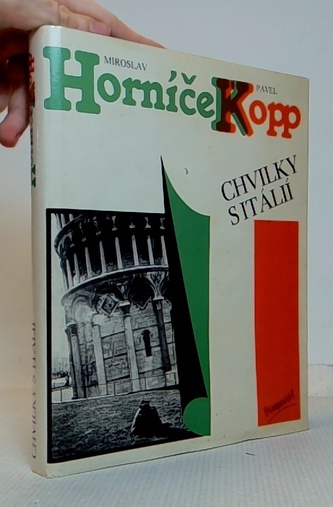 MIROSLAV
Horníček
PAVEL
Kopp
CHVILKY
S ITÁLIÍ
CHVILKY S ITÁLIÍ